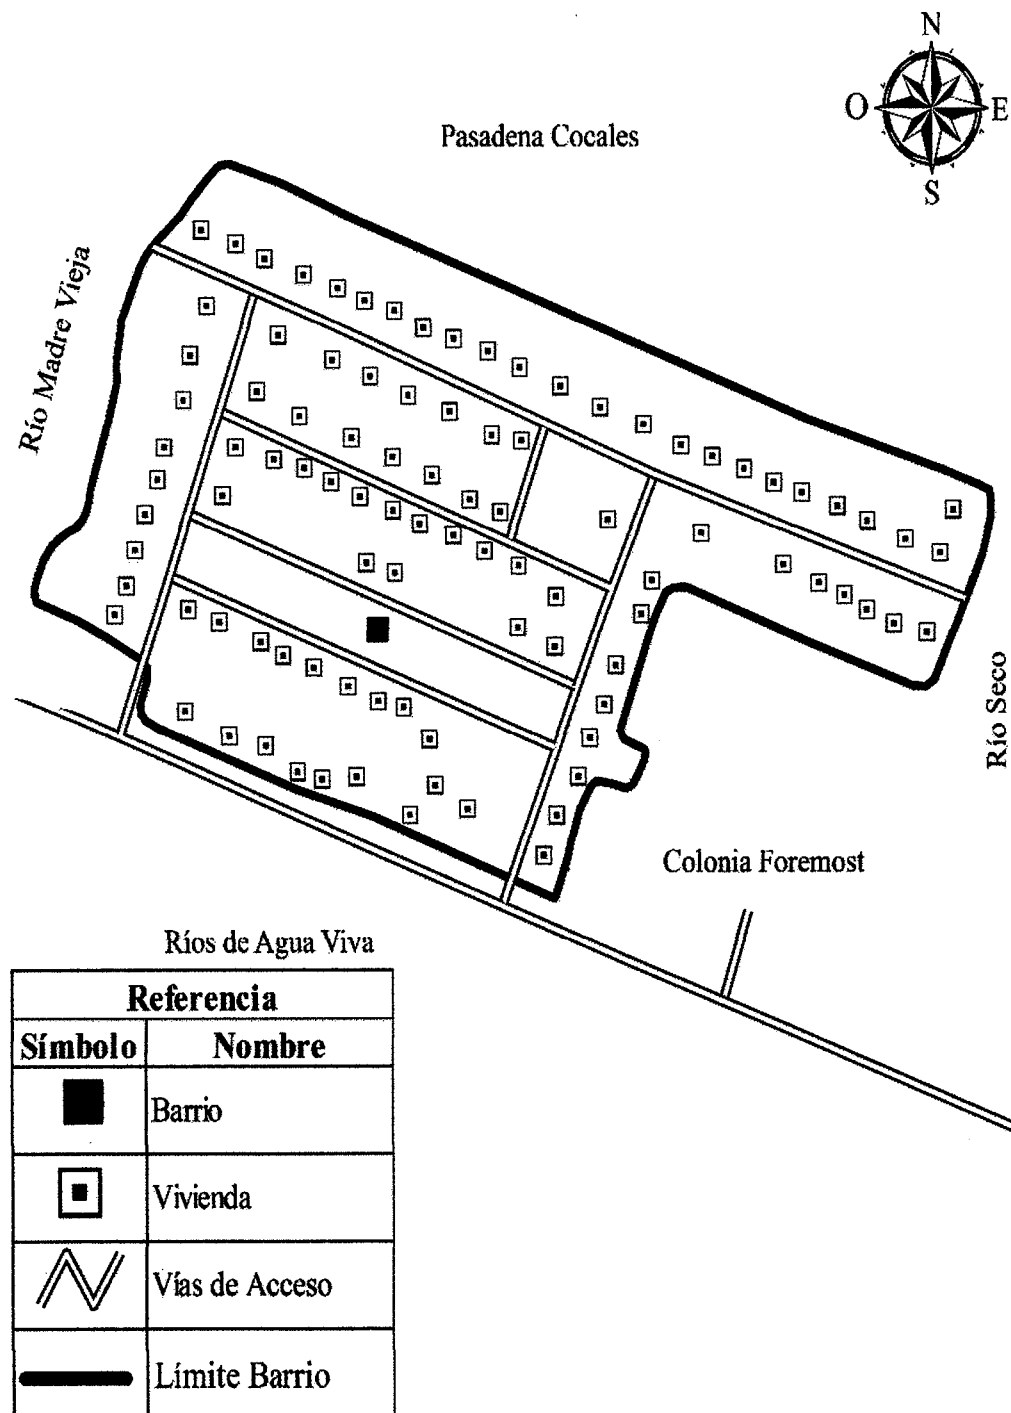 N
O
E
S
Pasadena Cocales
Río Madre Vieja
Río Seco
Colonia Foremost
Ríos de Agua Viva
Referencia
Símbolo Nombre
Barrio
Vivienda
Vías de Acceso
Límite Barrio